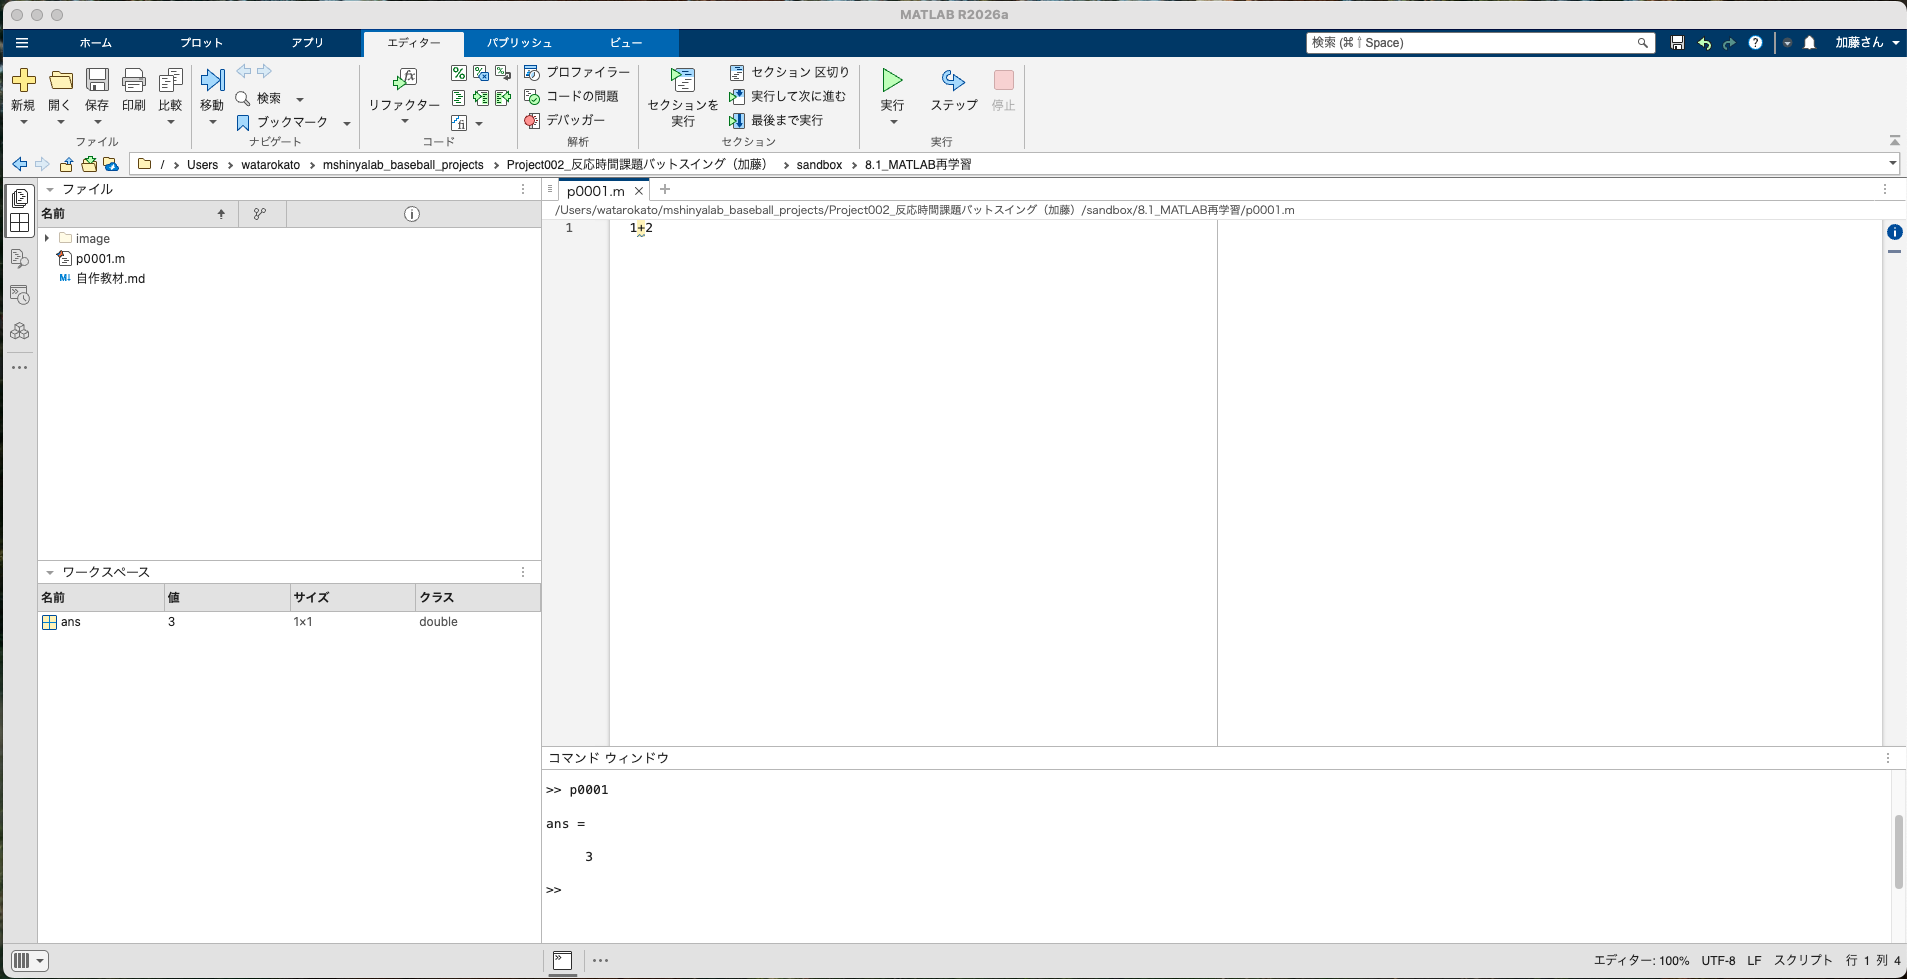 MATLAB R2026a
ホーム プロット アプリ エディター パブリッシュ ビュー 検索 (⌘⇧Space) 加藤さん
新規 開く 保存 印刷 比較
ファイル
移動 検索 ブックマーク
ナビゲート
リファクター
コード
プロファイラー
コードの問題
デバッガー
解析
セクションを
実行
セクション 区切り
実行して次に進む
最後まで実行
セクション
実行 ステップ 停止
実行
/ › Users › watarokato › mshinyalab_baseball_projects › Project002_反応時間課題バットスイング（加藤） › sandbox › 8.1_MATLAB再学習
ファイル
名前
image
p0001.m
自作教材.md
ワークスペース
名前 値 サイズ クラス
ans 3 1×1 double
p0001.m
/Users/watarokato/mshinyalab_baseball_projects/Project002_反応時間課題バットスイング（加藤）/sandbox/8.1_MATLAB再学習/p0001.m
1 1+2
コマンド ウィンドウ
>> p0001
ans =
3
>>
エディター: 100% UTF-8 LF スクリプト 行 1 列 4